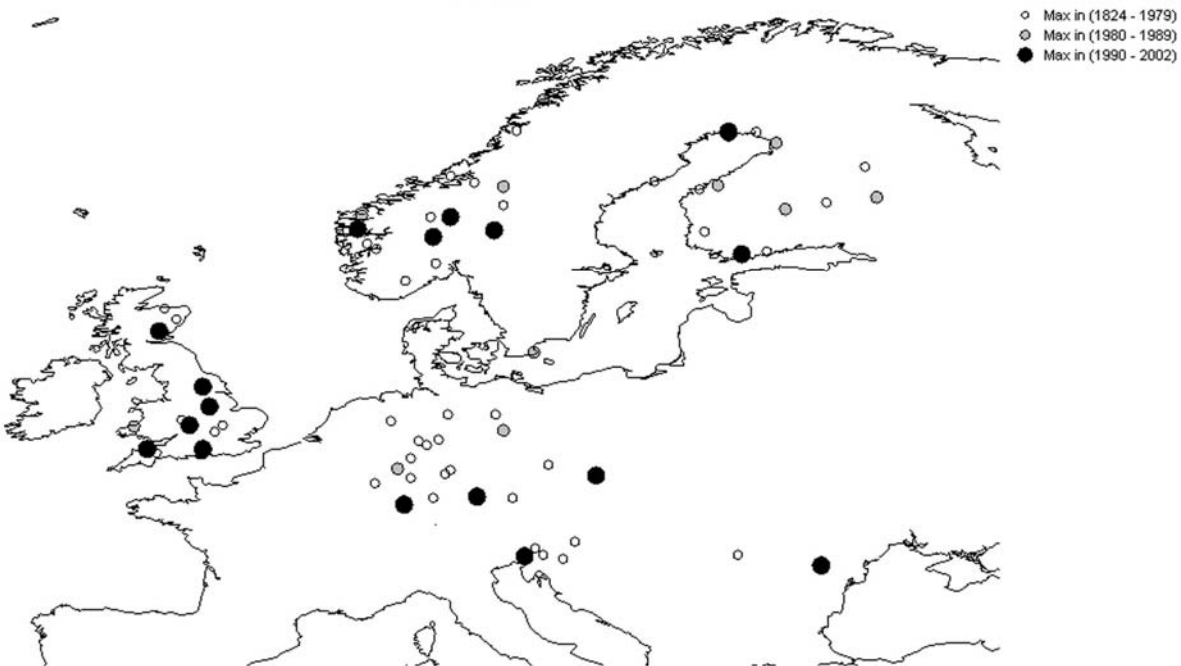 Max in (1824 - 1979)
Max in (1980 - 1989)
Max in (1990 - 2002)